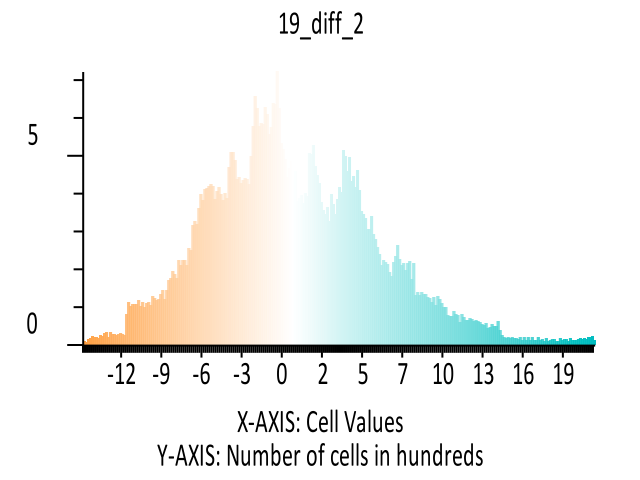 19_diff_2
5
0
-12 -9 -6 -3 0 2 5 7 10 13 16 19
X-AXIS: Cell Values
Y-AXIS: Number of cells in hundreds